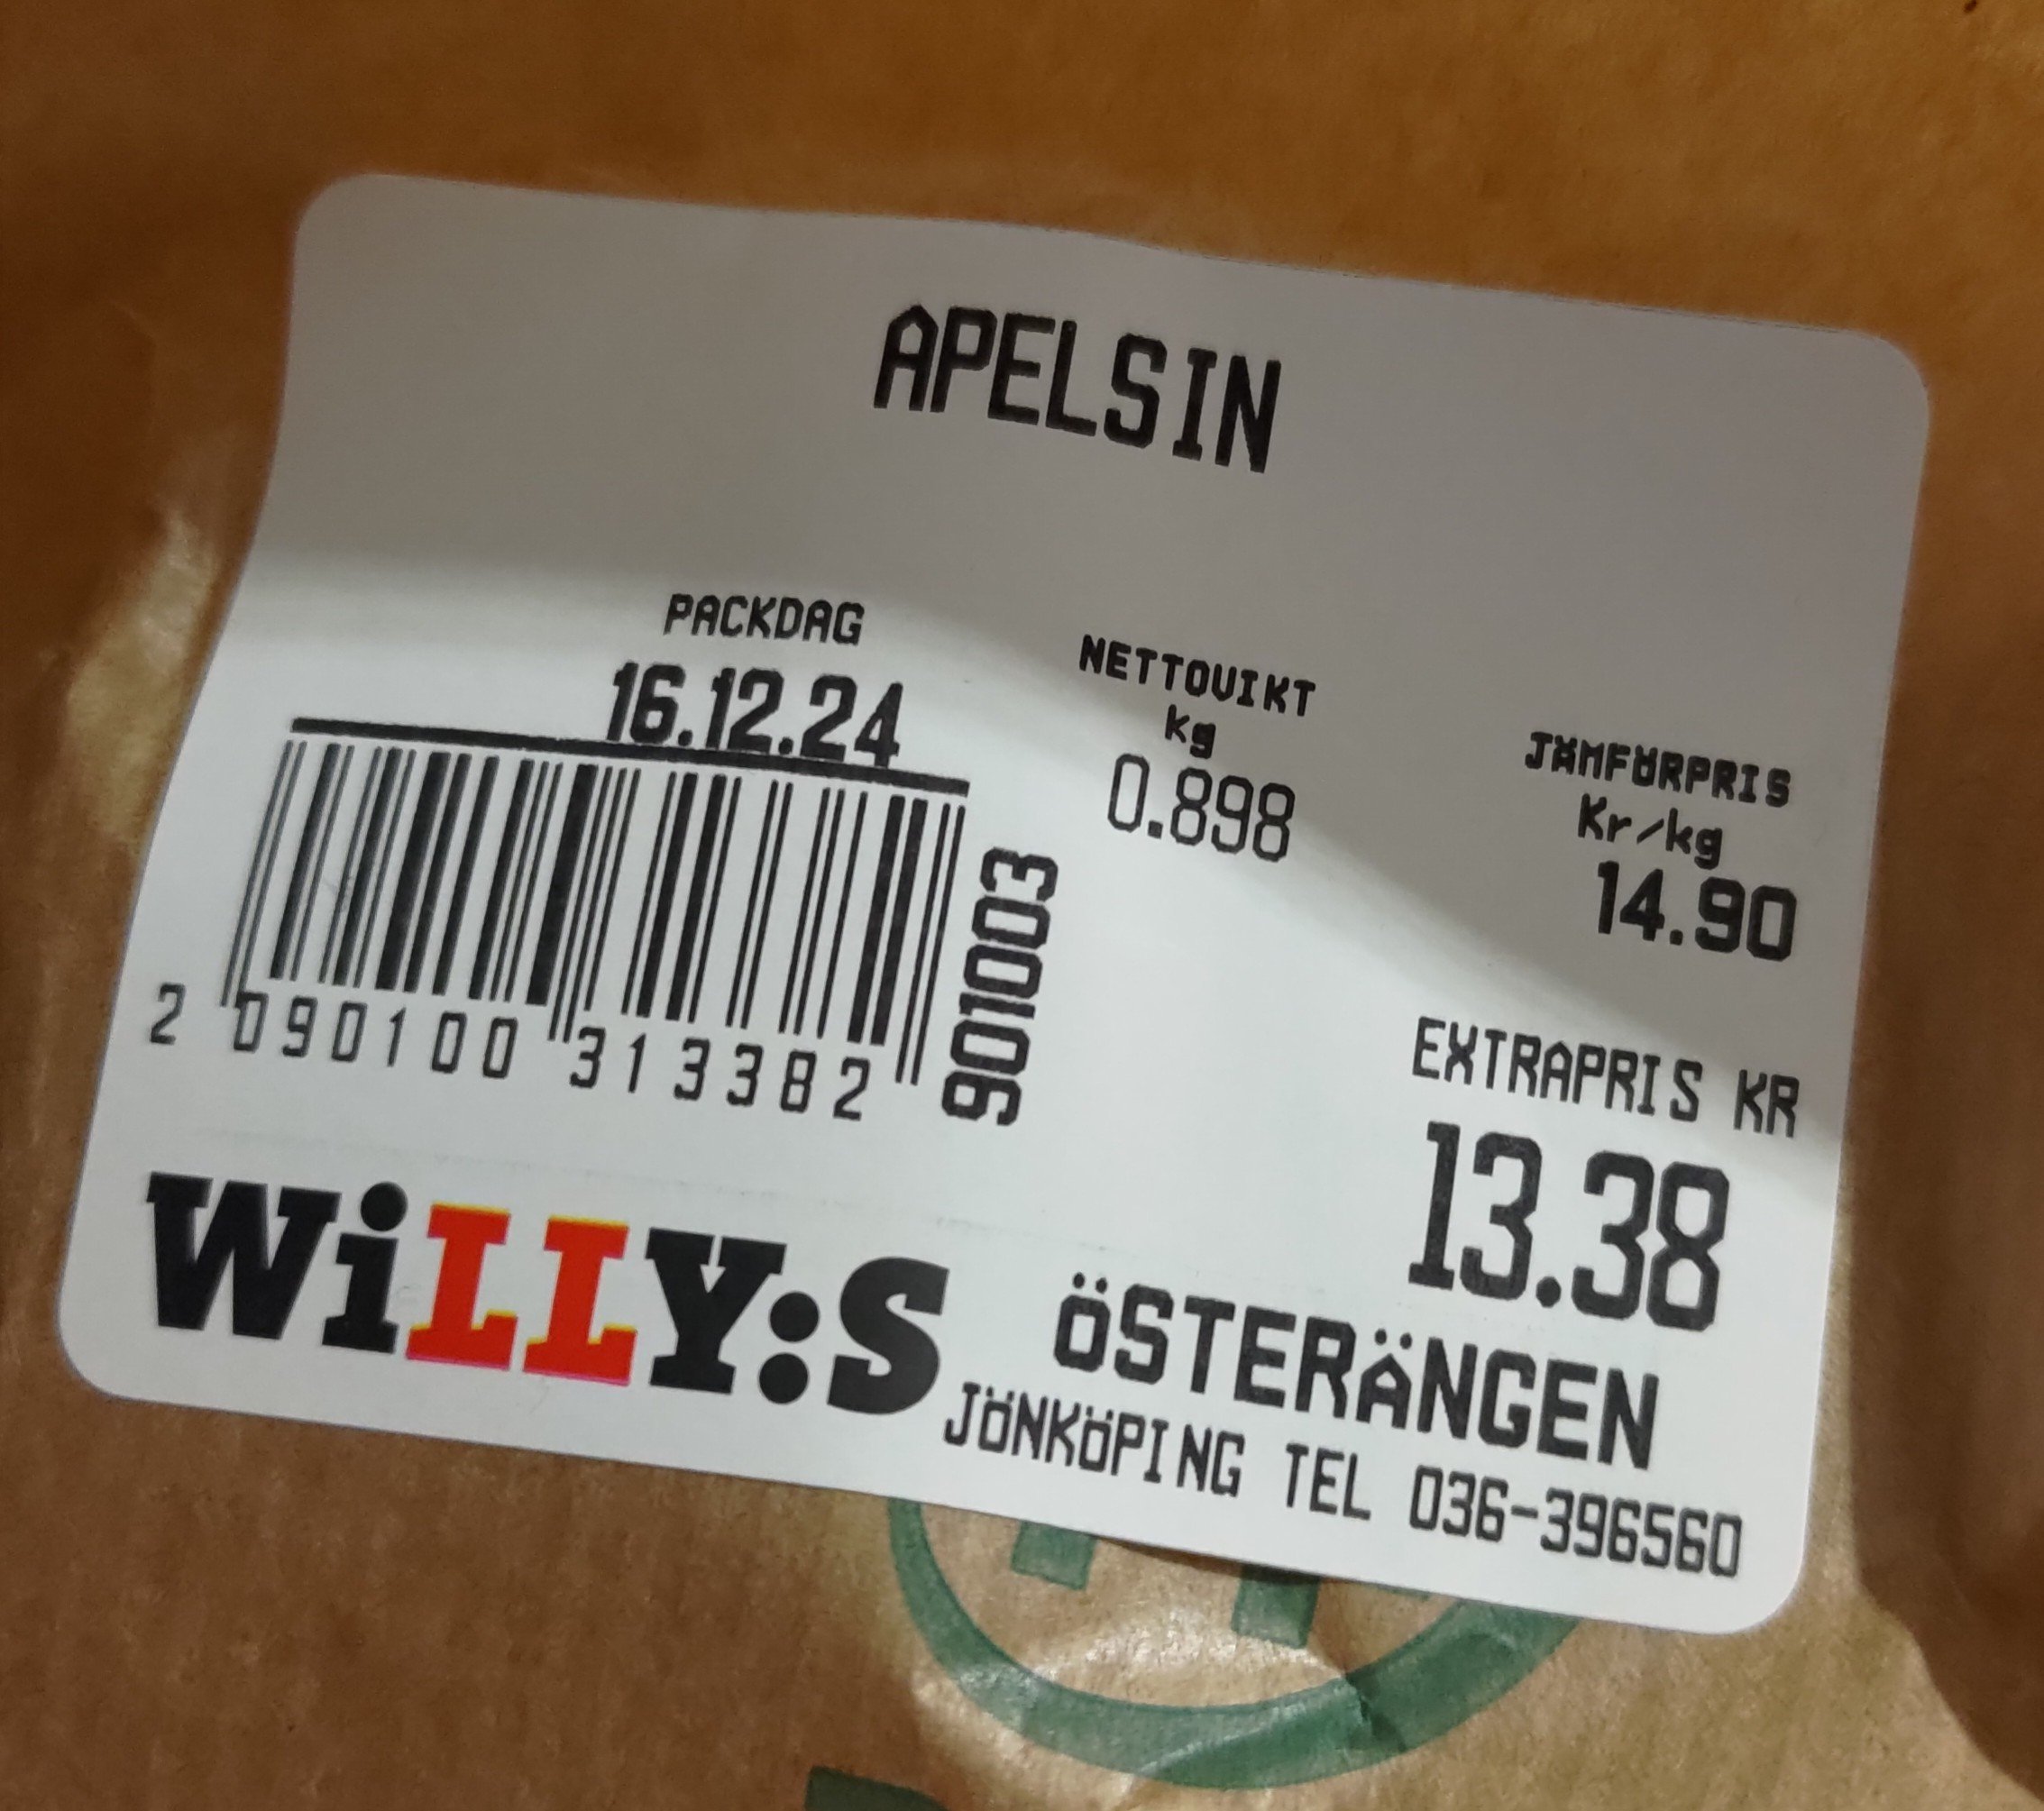 APELSIN
PACKDAG
16.12.24
NETTOVIKT
kg
0.898
JÄMFÖRPRIS
Kr/kg
14.90
2 090100 313382
901003
EXTRAPRIS KR
13.38
WiLLY:S
ÖSTERÄNGEN
JÖNKÖPING TEL 036-396560